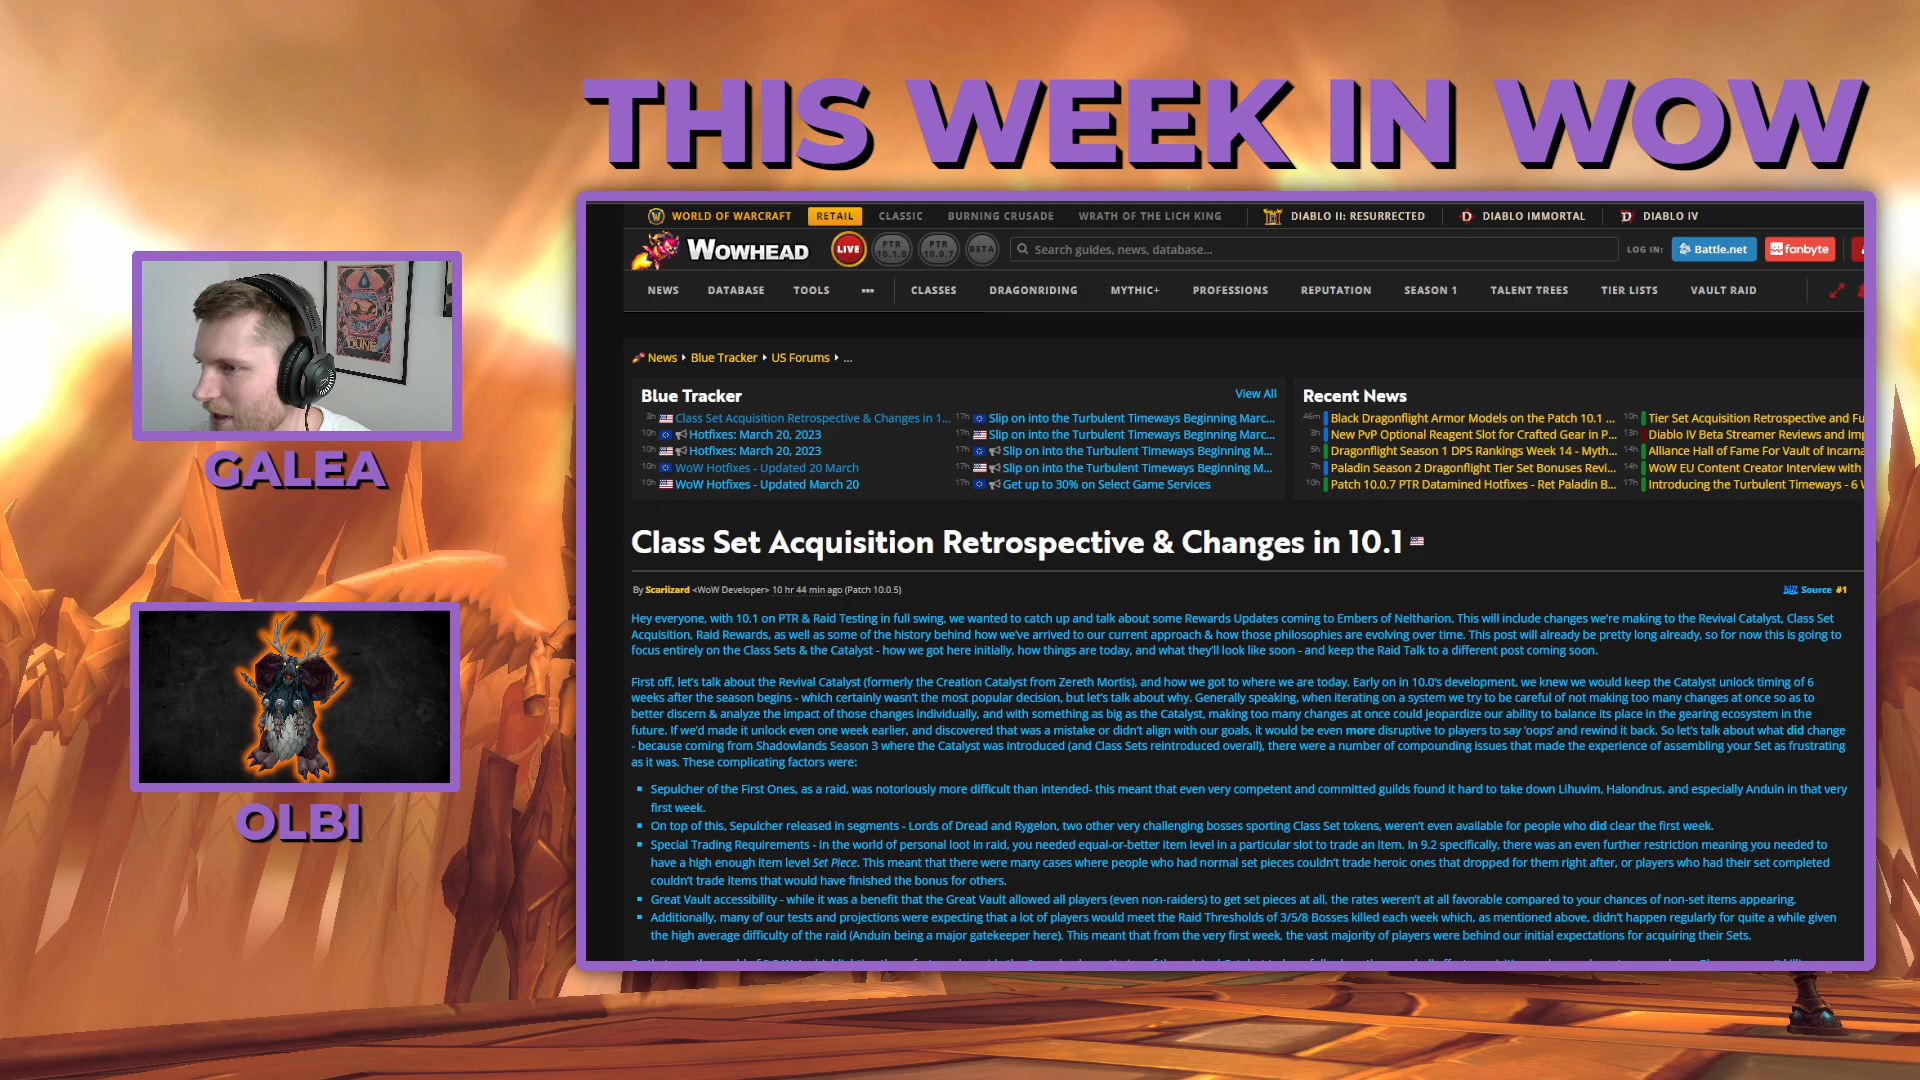 THIS WEEK IN WOW
GALEA
OLBI
WORLD OF WARCRAFT RETAIL CLASSIC BURNING CRUSADE WRATH OF THE LICH KING DIABLO II: RESURRECTED DIABLO IMMORTAL DIABLO IV
WOWHEAD LIVE PTR 10.1.0 PTR 10.0.7 BETA Search guides, news, database... LOG IN: Battle.net fanbyte
NEWS DATABASE TOOLS ••• CLASSES DRAGONRIDING MYTHIC+ PROFESSIONS REPUTATION SEASON 1 TALENT TREES TIER LISTS VAULT RAID
News Blue Tracker US Forums ...
Blue Tracker View All
3h Class Set Acquisition Retrospective & Changes in 1...
10h Hotfixes: March 20, 2023
10h Hotfixes: March 20, 2023
10h WoW Hotfixes - Updated 20 March
10h WoW Hotfixes - Updated March 20
17h Slip on into the Turbulent Timeways Beginning Marc...
17h Slip on into the Turbulent Timeways Beginning Marc...
17h Slip on into the Turbulent Timeways Beginning M...
17h Slip on into the Turbulent Timeways Beginning M...
17h Get up to 30% on Select Game Services
Recent News
46m Black Dragonflight Armor Models on the Patch 10.1 ...
3h New PvP Optional Reagent Slot for Crafted Gear in P...
5h Dragonflight Season 1 DPS Rankings Week 14 - Myth...
7h Paladin Season 2 Dragonflight Tier Set Bonuses Revi...
10h Patch 10.0.7 PTR Datamined Hotfixes - Ret Paladin B...
10h Tier Set Acquisition Retrospective and Fu
13h Diablo IV Beta Streamer Reviews and Imp
14h Alliance Hall of Fame For Vault of Incarna
14h WoW EU Content Creator Interview with
17h Introducing the Turbulent Timeways - 6 W
Class Set Acquisition Retrospective & Changes in 10.1
By Scarlizard <WoW Developer> 10 hr 44 min ago (Patch 10.0.5) Source #1
Hey everyone, with 10.1 on PTR & Raid Testing in full swing, we wanted to catch up and talk about some Rewards Updates coming to Embers of Neltharion. This will include changes we're making to the Revival Catalyst, Class Set
Acquisition, Raid Rewards, as well as some of the history behind how we've arrived to our current approach & how those philosophies are evolving over time. This post will already be pretty long already, so for now this is going to
focus entirely on the Class Sets & the Catalyst - how we got here initially, how things are today, and what they'll look like soon - and keep the Raid Talk to a different post coming soon.
First off, let's talk about the Revival Catalyst (formerly the Creation Catalyst from Zereth Mortis), and how we got to where we are today. Early on in 10.0's development, we knew we would keep the Catalyst unlock timing of 6
weeks after the season begins - which certainly wasn't the most popular decision, but let's talk about why. Generally speaking, when iterating on a system we try to be careful of not making too many changes at once so as to
better discern & analyze the impact of those changes individually, and with something as big as the Catalyst, making too many changes at once could jeopardize our ability to balance its place in the gearing ecosystem in the
future. If we'd made it unlock even one week earlier, and discovered that was a mistake or didn't align with our goals, it would be even more disruptive to players to say 'oops' and rewind it back. So let's talk about what did change
- because coming from Shadowlands Season 3 where the Catalyst was introduced (and Class Sets reintroduced overall), there were a number of compounding issues that made the experience of assembling your Set as frustrating
as it was. These complicating factors were:
▪ Sepulcher of the First Ones, as a raid, was notoriously more difficult than intended- this meant that even very competent and committed guilds found it hard to take down Lihuvim, Halondrus, and especially Anduin in that very
first week.
▪ On top of this, Sepulcher released in segments - Lords of Dread and Rygelon, two other very challenging bosses sporting Class Set tokens, weren't even available for people who did clear the first week.
▪ Special Trading Requirements - in the world of personal loot in raid, you needed equal-or-better item level in a particular slot to trade an item. In 9.2 specifically, there was an even further restriction meaning you needed to
have a high enough item level Set Piece. This meant that there were many cases where people who had normal set pieces couldn't trade heroic ones that dropped for them right after, or players who had their set completed
couldn't trade items that would have finished the bonus for others.
▪ Great Vault accessibility - while it was a benefit that the Great Vault allowed all players (even non-raiders) to get set pieces at all, the rates weren't at all favorable compared to your chances of non-set items appearing.
▪ Additionally, many of our tests and projections were expecting that a lot of players would meet the Raid Thresholds of 3/5/8 Bosses killed each week which, as mentioned above, didn't happen regularly for quite a while given
the high average difficulty of the raid (Anduin being a major gatekeeper here). This meant that from the very first week, the vast majority of players were behind our initial expectations for acquiring their Sets.